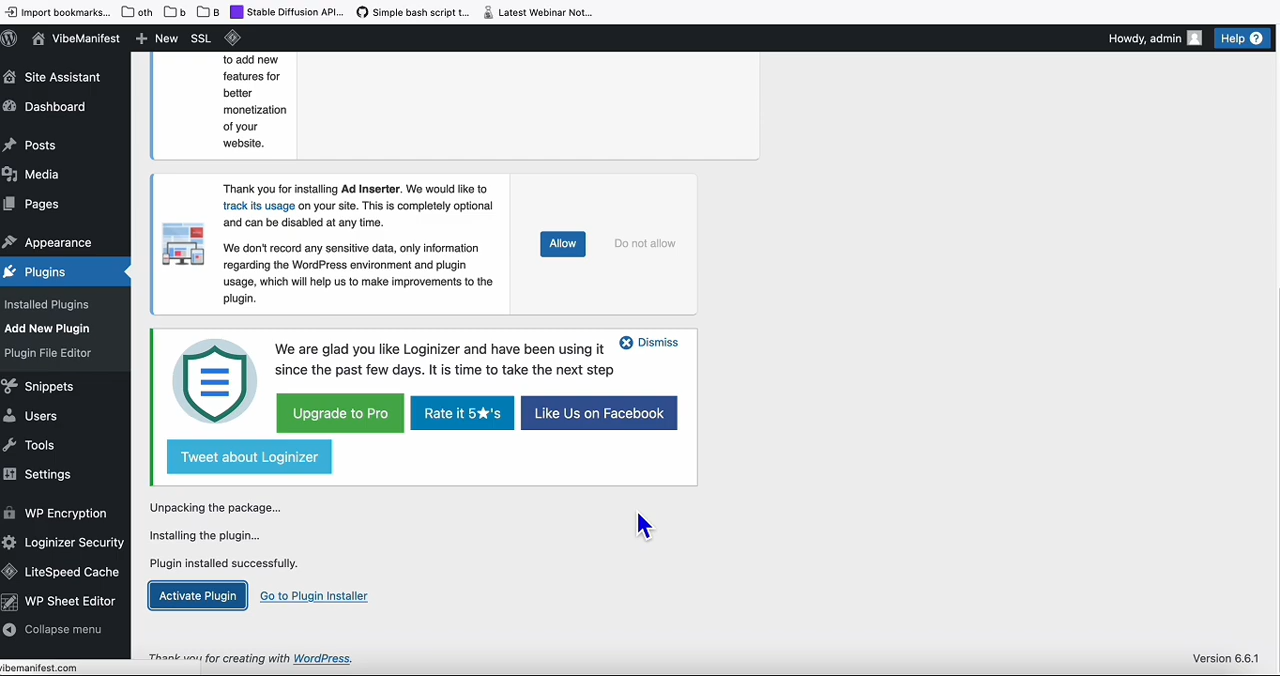 Import bookmarks... oth b B Stable Diffusion API... Simple bash script t... Latest Webinar Not...
VibeManifest New SSL Howdy, admin Help ?
Site Assistant
Dashboard
Posts
Media
Pages
Appearance
Plugins
Installed Plugins
Add New Plugin
Plugin File Editor
Snippets
Users
Tools
Settings
WP Encryption
Loginizer Security
LiteSpeed Cache
WP Sheet Editor
Collapse menu
to add new
features for
better
monetization
of your
website.
Thank you for installing Ad Inserter. We would like to
track its usage on your site. This is completely optional
and can be disabled at any time.
We don't record any sensitive data, only information
regarding the WordPress environment and plugin
usage, which will help us to make improvements to the
plugin.
Allow Do not allow
Dismiss
We are glad you like Loginizer and have been using it
since the past few days. It is time to take the next step
Upgrade to Pro Rate it 5★'s Like Us on Facebook
Tweet about Loginizer
Unpacking the package...
Installing the plugin...
Plugin installed successfully.
Activate Plugin Go to Plugin Installer
Thank you for creating with WordPress. Version 6.6.1
vibemanifest.com